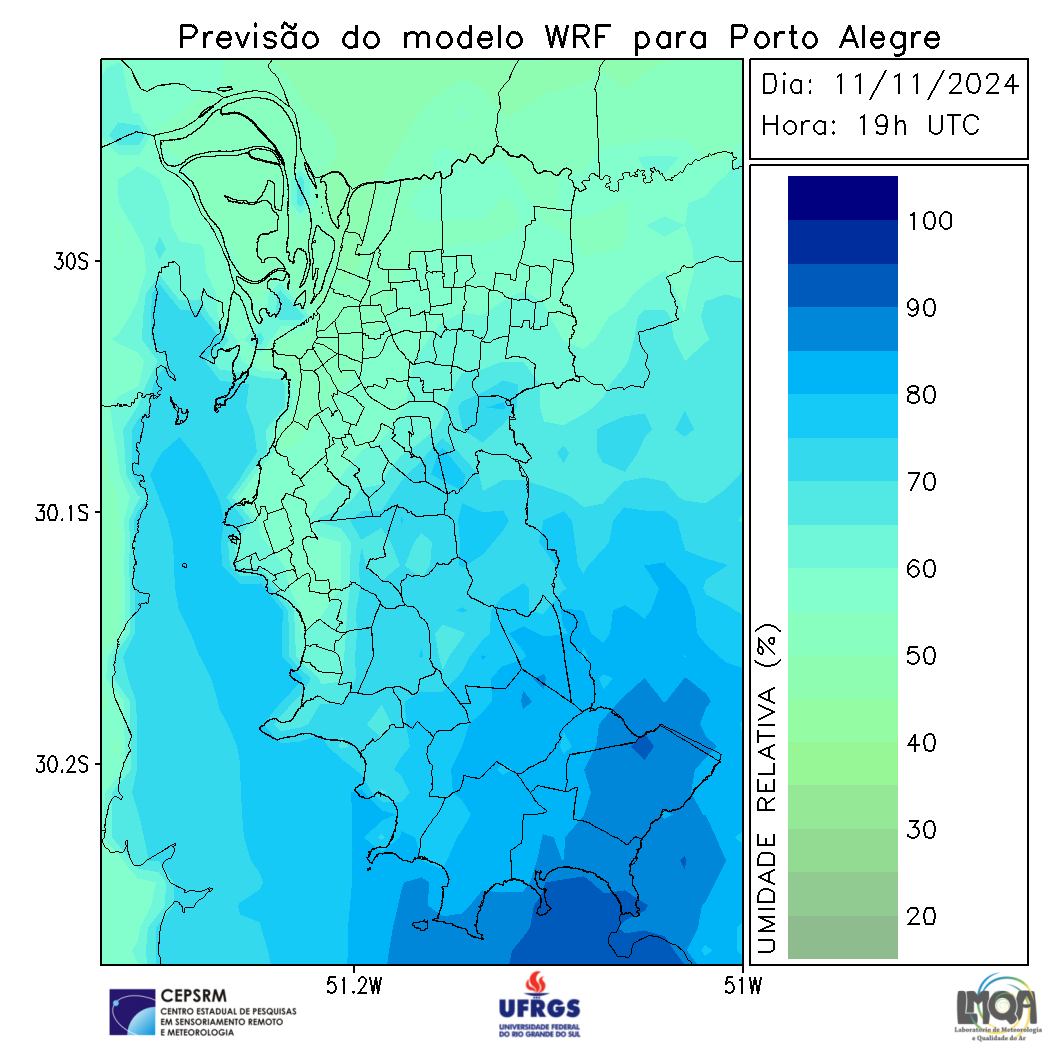 Previsão do modelo WRF para Porto Alegre
Dia: 11/11/2024
Hora: 19h UTC
30S
30.1S
30.2S
51.2W
51W
UMIDADE RELATIVA (%)
100
90
80
70
60
50
40
30
20
CEPSRM
CENTRO ESTADUAL DE PESQUISAS
EM SENSORIAMENTO REMOTO
E METEOROLOGIA
UFRGS
UNIVERSIDADE FEDERAL
DO RIO GRANDE DO SUL
LMQA
Laboratório de Meteorologia
e Qualidade do Ar